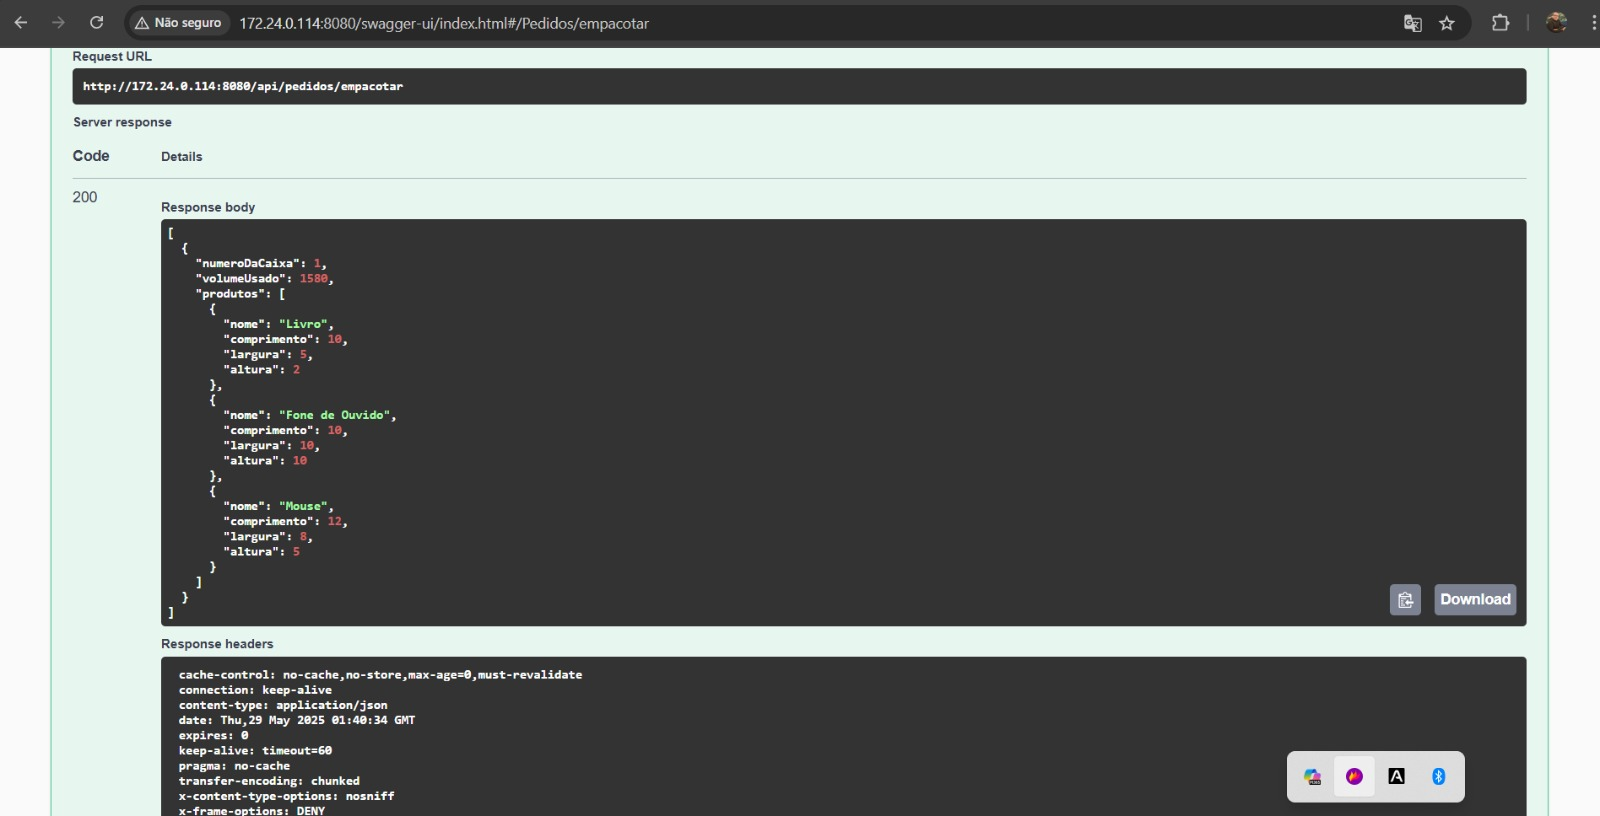 Não seguro
172.24.0.114:8080/swagger-ui/index.html#/Pedidos/empacotar
Request URL
http://172.24.0.114:8080/api/pedidos/empacotar
Server response
Code Details
200
Response body
[
{
"numeroDaCaixa": 1,
"volumeUsado": 1580,
"produtos": [
{
"nome": "Livro",
"comprimento": 10,
"largura": 5,
"altura": 2
},
{
"nome": "Fone de Ouvido",
"comprimento": 10,
"largura": 10,
"altura": 10
},
{
"nome": "Mouse",
"comprimento": 12,
"largura": 8,
"altura": 5
}
]
}
]
Download
Response headers
cache-control: no-cache,no-store,max-age=0,must-revalidate
connection: keep-alive
content-type: application/json
date: Thu,29 May 2025 01:40:34 GMT
expires: 0
keep-alive: timeout=60
pragma: no-cache
transfer-encoding: chunked
x-content-type-options: nosniff
x-frame-options: DENY